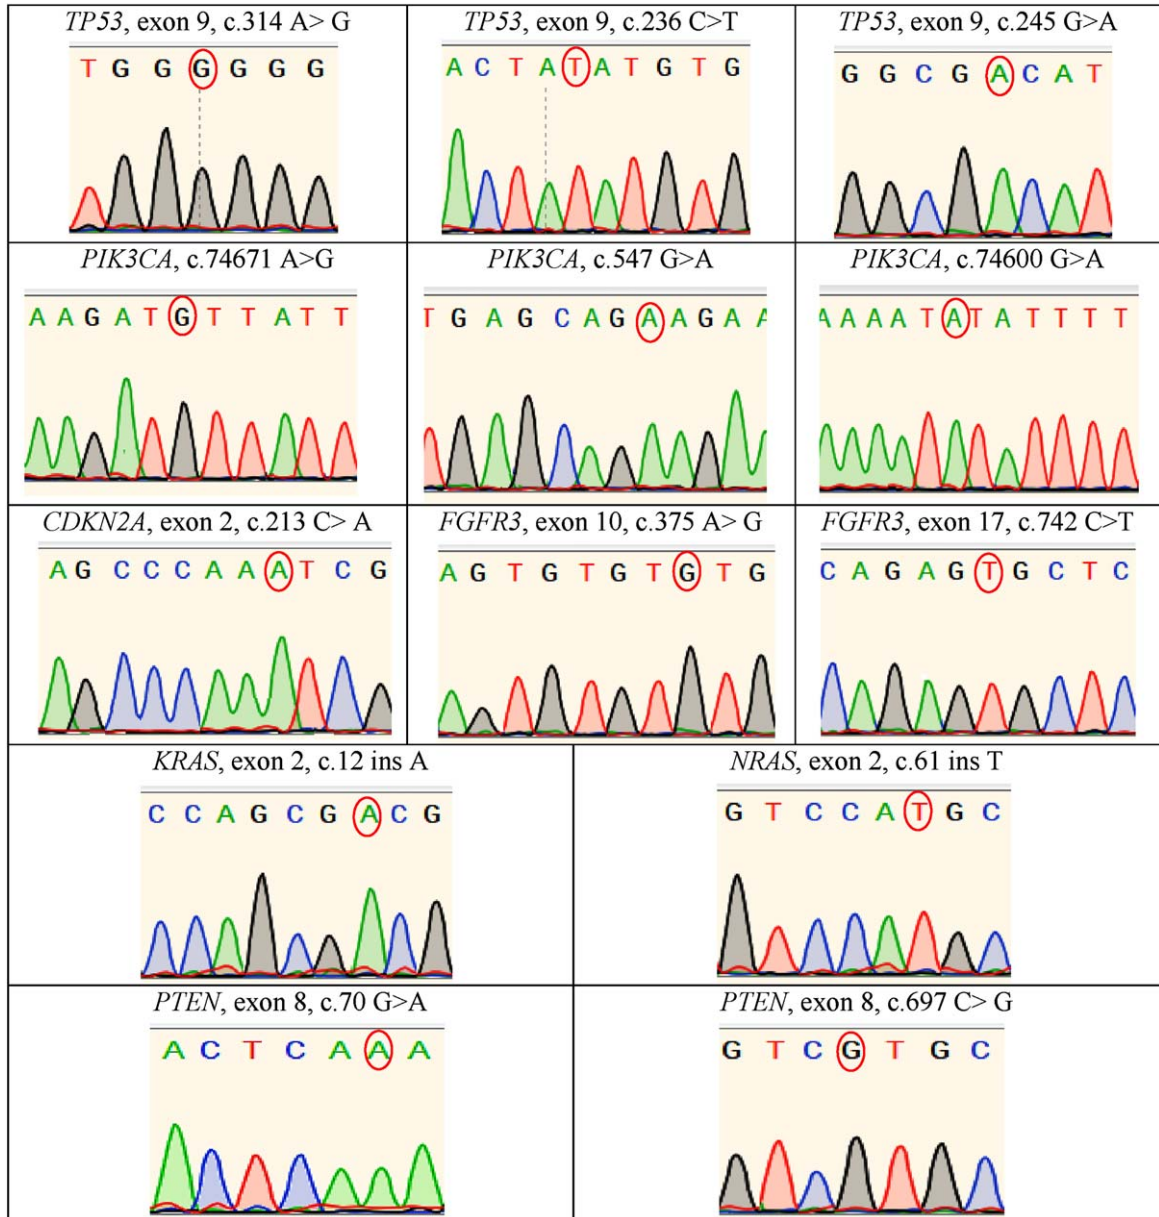 TP53, exon 9, c.314 A> G
T G G G G G G
TP53, exon 9, c.236 C>T
A C T A T A T G T G
TP53, exon 9, c.245 G>A
G G C G A C A T
PIK3CA, c.74671 A>G
A A G A T G T T A T T
PIK3CA, c.547 G>A
T G A G C A G A A G A A
PIK3CA, c.74600 G>A
A A A A T A T A T T T T
CDKN2A, exon 2, c.213 C> A
A G C C C A A A T C G
FGFR3, exon 10, c.375 A> G
A G T G T G T G T G
FGFR3, exon 17, c.742 C>T
C A G A G T G C T C
KRAS, exon 2, c.12 ins A
C C A G C G A C G
NRAS, exon 2, c.61 ins T
G T C C A T G C
PTEN, exon 8, c.70 G>A
A C T C A A A
PTEN, exon 8, c.697 C> G
G T C G T G C